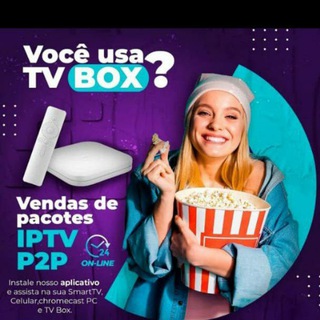 Você usa
TV BOX?
Vendas de
pacotes
IPTV
P2P
24
ON-LINE
Instale nosso aplicativo
e assista na sua SmartTV,
Celular,chromecast PC
e TV Box.